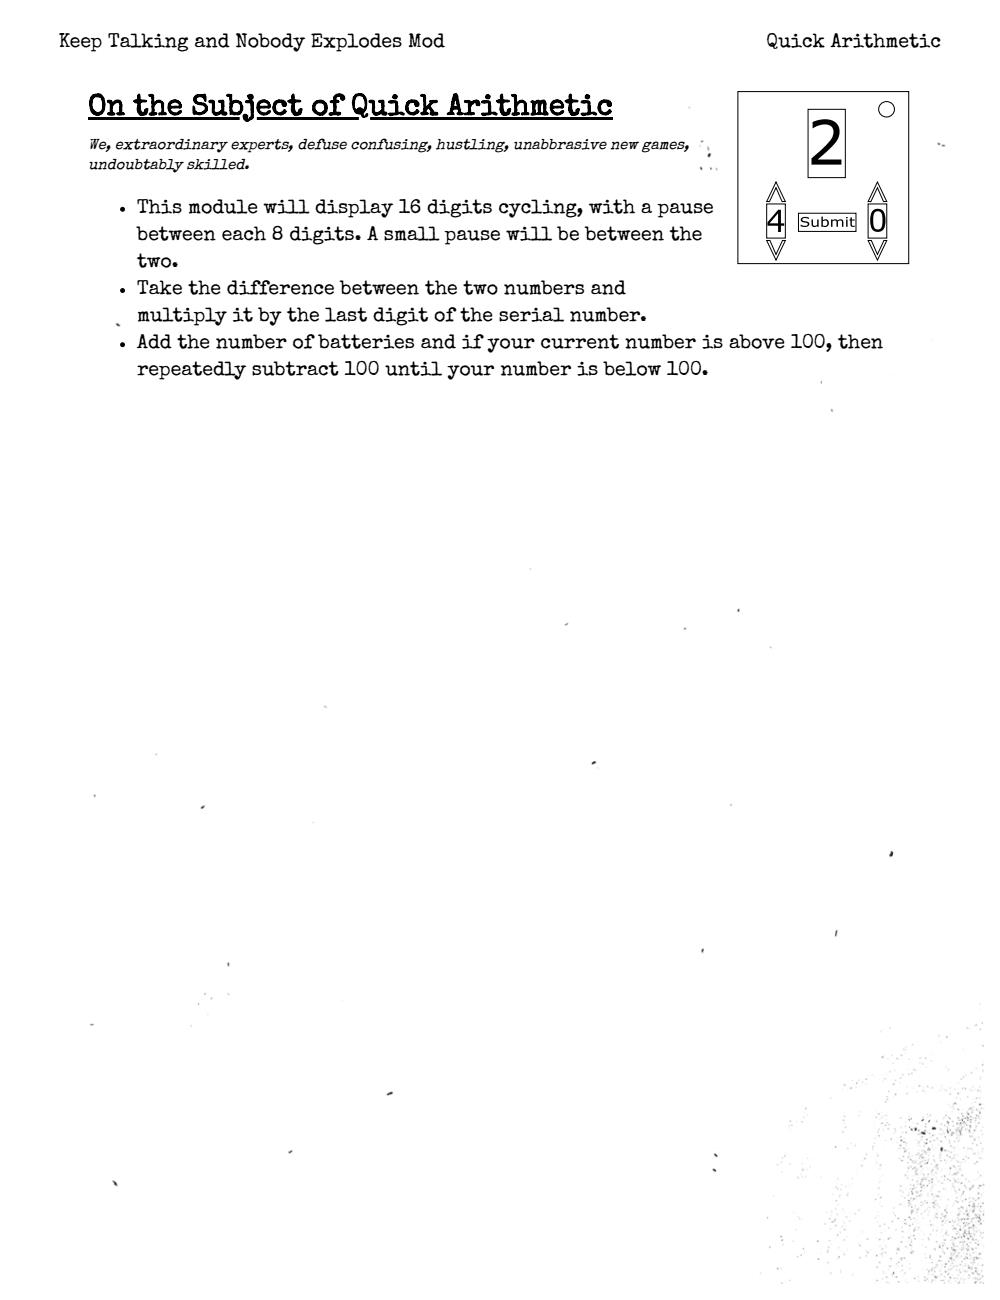 Keep Talking and Nobody Explodes Mod
Quick Arithmetic
On the Subject of Quick Arithmetic
We, extraordinary experts, defuse confusing, hustling, unabbrasive new games,
undoubtably skilled.
• This module will display 16 digits cycling, with a pause
between each 8 digits. A small pause will be between the
two.
• Take the difference between the two numbers and
multiply it by the last digit of the serial number.
• Add the number of batteries and if your current number is above 100, then
repeatedly subtract 100 until your number is below 100.
2
4 Submit 0